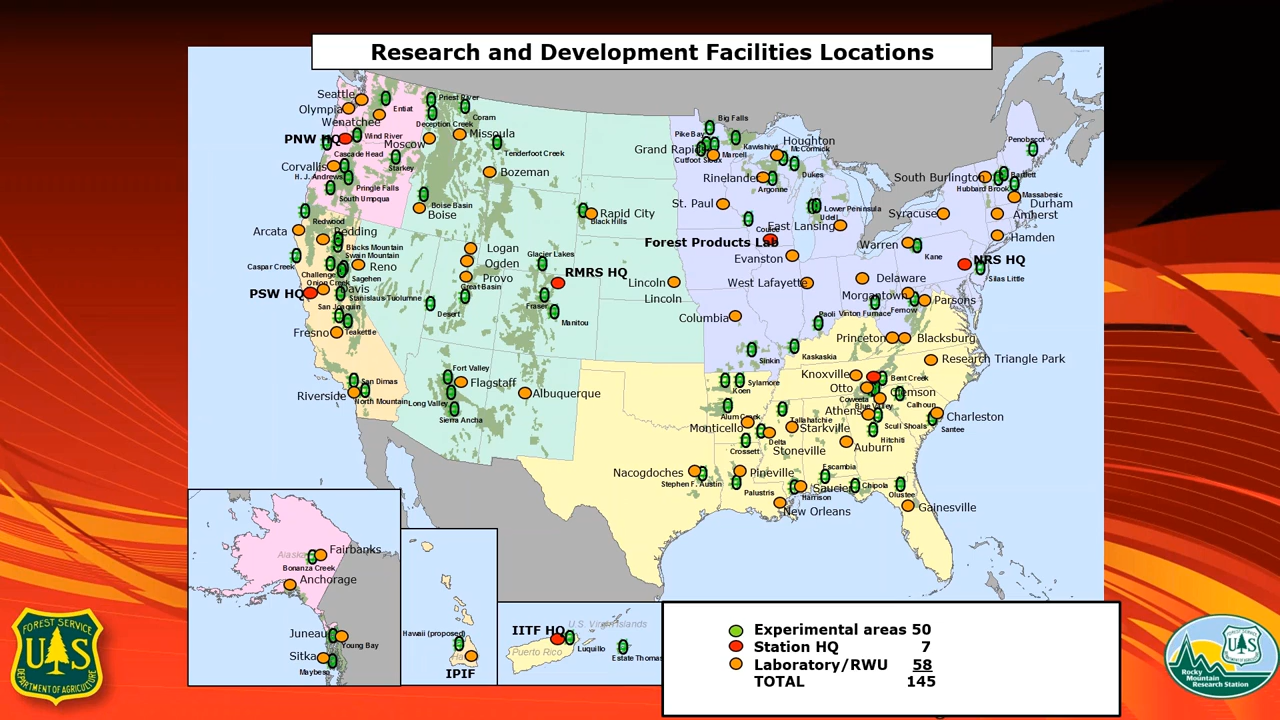 Research and Development Facilities Locations
Seattle
Olympia
Wenatchee
Entiat
Priest River
Coram
Deception Creek
PNW HQ
Wind River
Moscow
Missoula
Cascade Head
Tenderfoot Creek
Corvallis
Starkey
Bozeman
H. J. Andrews
Pringle Falls
South Umpqua
Boise Basin
Boise
Redwood
Arcata
Redding
Blacks Mountain
Swain Mountain
Caspar Creek
Challenge
Reno
Sagehen
Onion Creek
PSW HQ
Davis
Stanislaus Tuolumne
San Joaquin
Fresno
Teakettle
San Dimas
Riverside
North Mountain
Rapid City
Black Hills
Logan
Ogden
Provo
Great Basin
Glacier Lakes
RMRS HQ
Desert
Fraser
Manitou
Lincoln
Lincoln
Fort Valley
Flagstaff
Long Valley
Sierra Ancha
Albuquerque
Big Falls
Pike Bay
Grand Rapids
Kawishiwi
Cutfoot Sioux
Marcell
Houghton
McCormick
Dukes
Rinelander
Argonne
St. Paul
Lower Peninsula
Udell
East Lansing
Forest Products Lab
Evanston
West Lafayette
Columbia
Sinkin
Kaskaskia
Paoli
Vinton Furnace
Delaware
Morgantown
Fernow
Parsons
Penobscot
South Burlington
Bartlett
Hubbard Brook
Massabesic
Durham
Syracuse
Amherst
Warren
Kane
Hamden
NRS HQ
Silas Little
Princeton
Blacksburg
Research Triangle Park
Knoxville
Bent Creek
Otto
Coweeta
Clemson
Blue Valley
Calhoun
Athens
Charleston
Santee
Scull Shoals
Hitchiti
Auburn
Koen
Sylamore
Alum Creek
Monticello
Tallahatchie
Starkville
Delta
Crossett
Stoneville
Nacogdoches
Stephen F. Austin
Pineville
Palustris
Escambia
Saucier
Harrison
Chipola
Olustee
New Orleans
Gainesville
Alaska
Fairbanks
Bonanza Creek
Anchorage
Juneau
Young Bay
Sitka
Maybeso
Hawaii (proposed)
IPIF
IITF HQ
U.S. Virgin Islands
Puerto Rico
Luquillo
Estate Thomas
Experimental areas 50
Station HQ 7
Laboratory/RWU 58
TOTAL 145
FOREST SERVICE
US
DEPARTMENT OF AGRICULTURE
US
Rocky
Mountain
Research Station